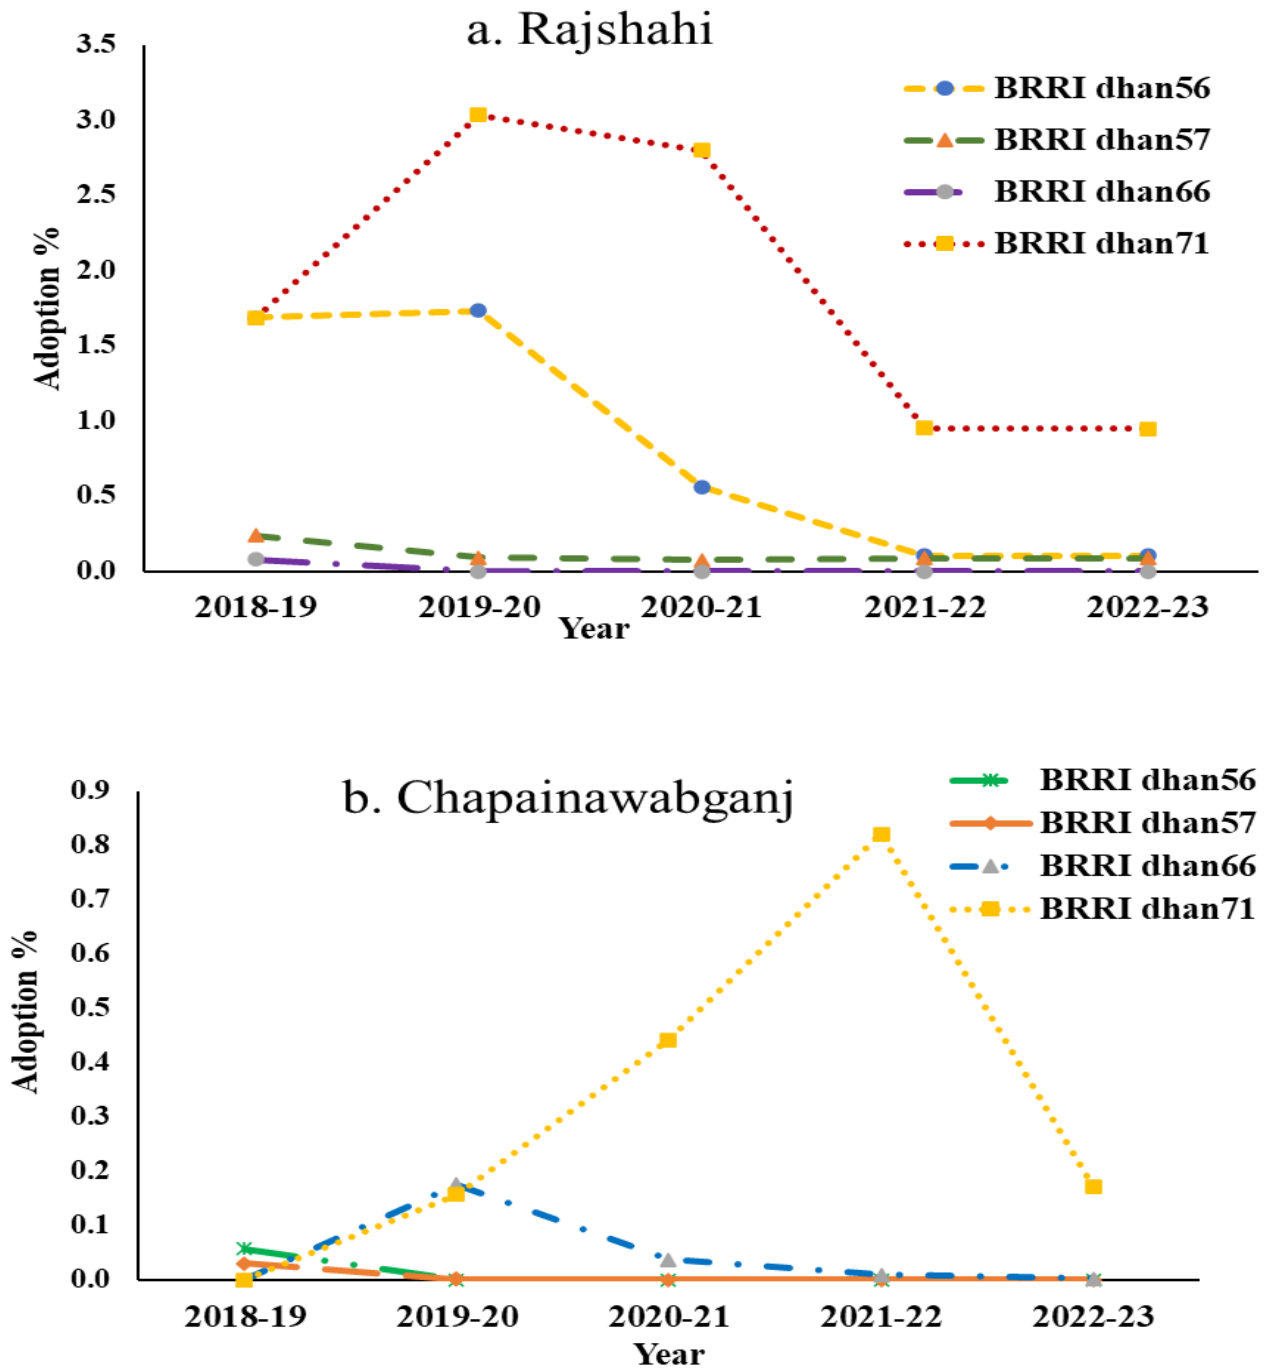 a. Rajshahi
3.5
3.0
2.5
2.0
1.5
1.0
0.5
0.0
Adoption %
BRRI dhan56
BRRI dhan57
BRRI dhan66
BRRI dhan71
2018-19 2019-20 2020-21 2021-22 2022-23
Year
b. Chapainawabganj
0.9
0.8
0.7
0.6
0.5
0.4
0.3
0.2
0.1
0.0
Adoption %
BRRI dhan56
BRRI dhan57
BRRI dhan66
BRRI dhan71
2018-19 2019-20 2020-21 2021-22 2022-23
Year